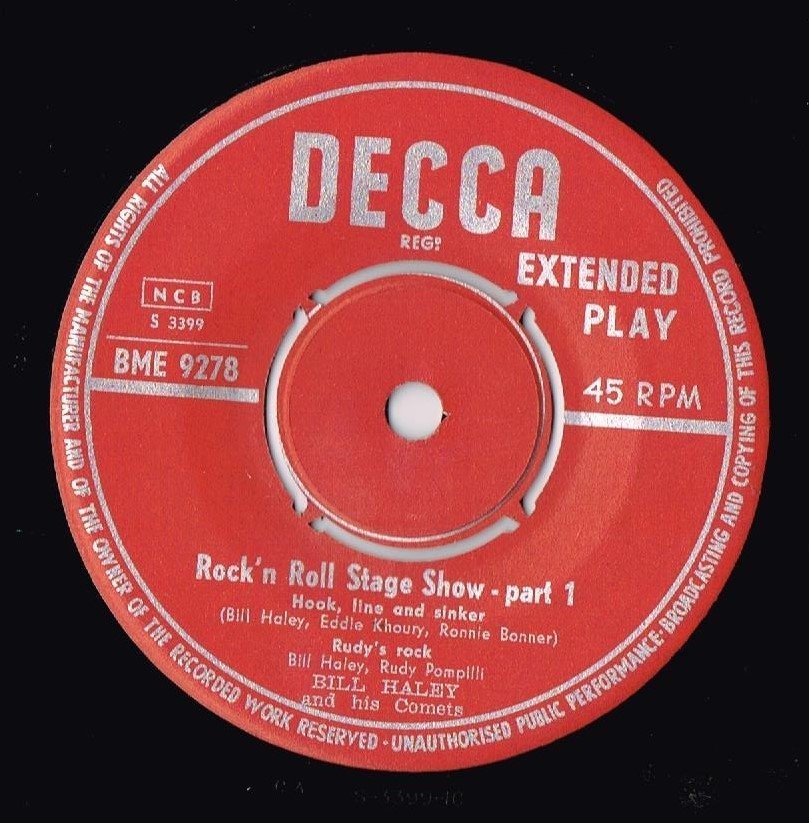 DECCA
REGD
EXTENDED
PLAY
NCB
S 3399
BME 9278
45 RPM
Rock'n Roll Stage Show - part 1
Hook, line and sinker
(Bill Haley, Eddie Khoury, Ronnie Bonner)
Rudy's rock
Bill Haley, Rudy Pompilli
BILL HALEY
and his Comets
ALL RIGHTS OF THE MANUFACTURER AND OF THE OWNER OF THE RECORDED WORK RESERVED · UNAUTHORISED PUBLIC PERFORMANCE · BROADCASTING AND COPYING OF THIS RECORD PROHIBITED